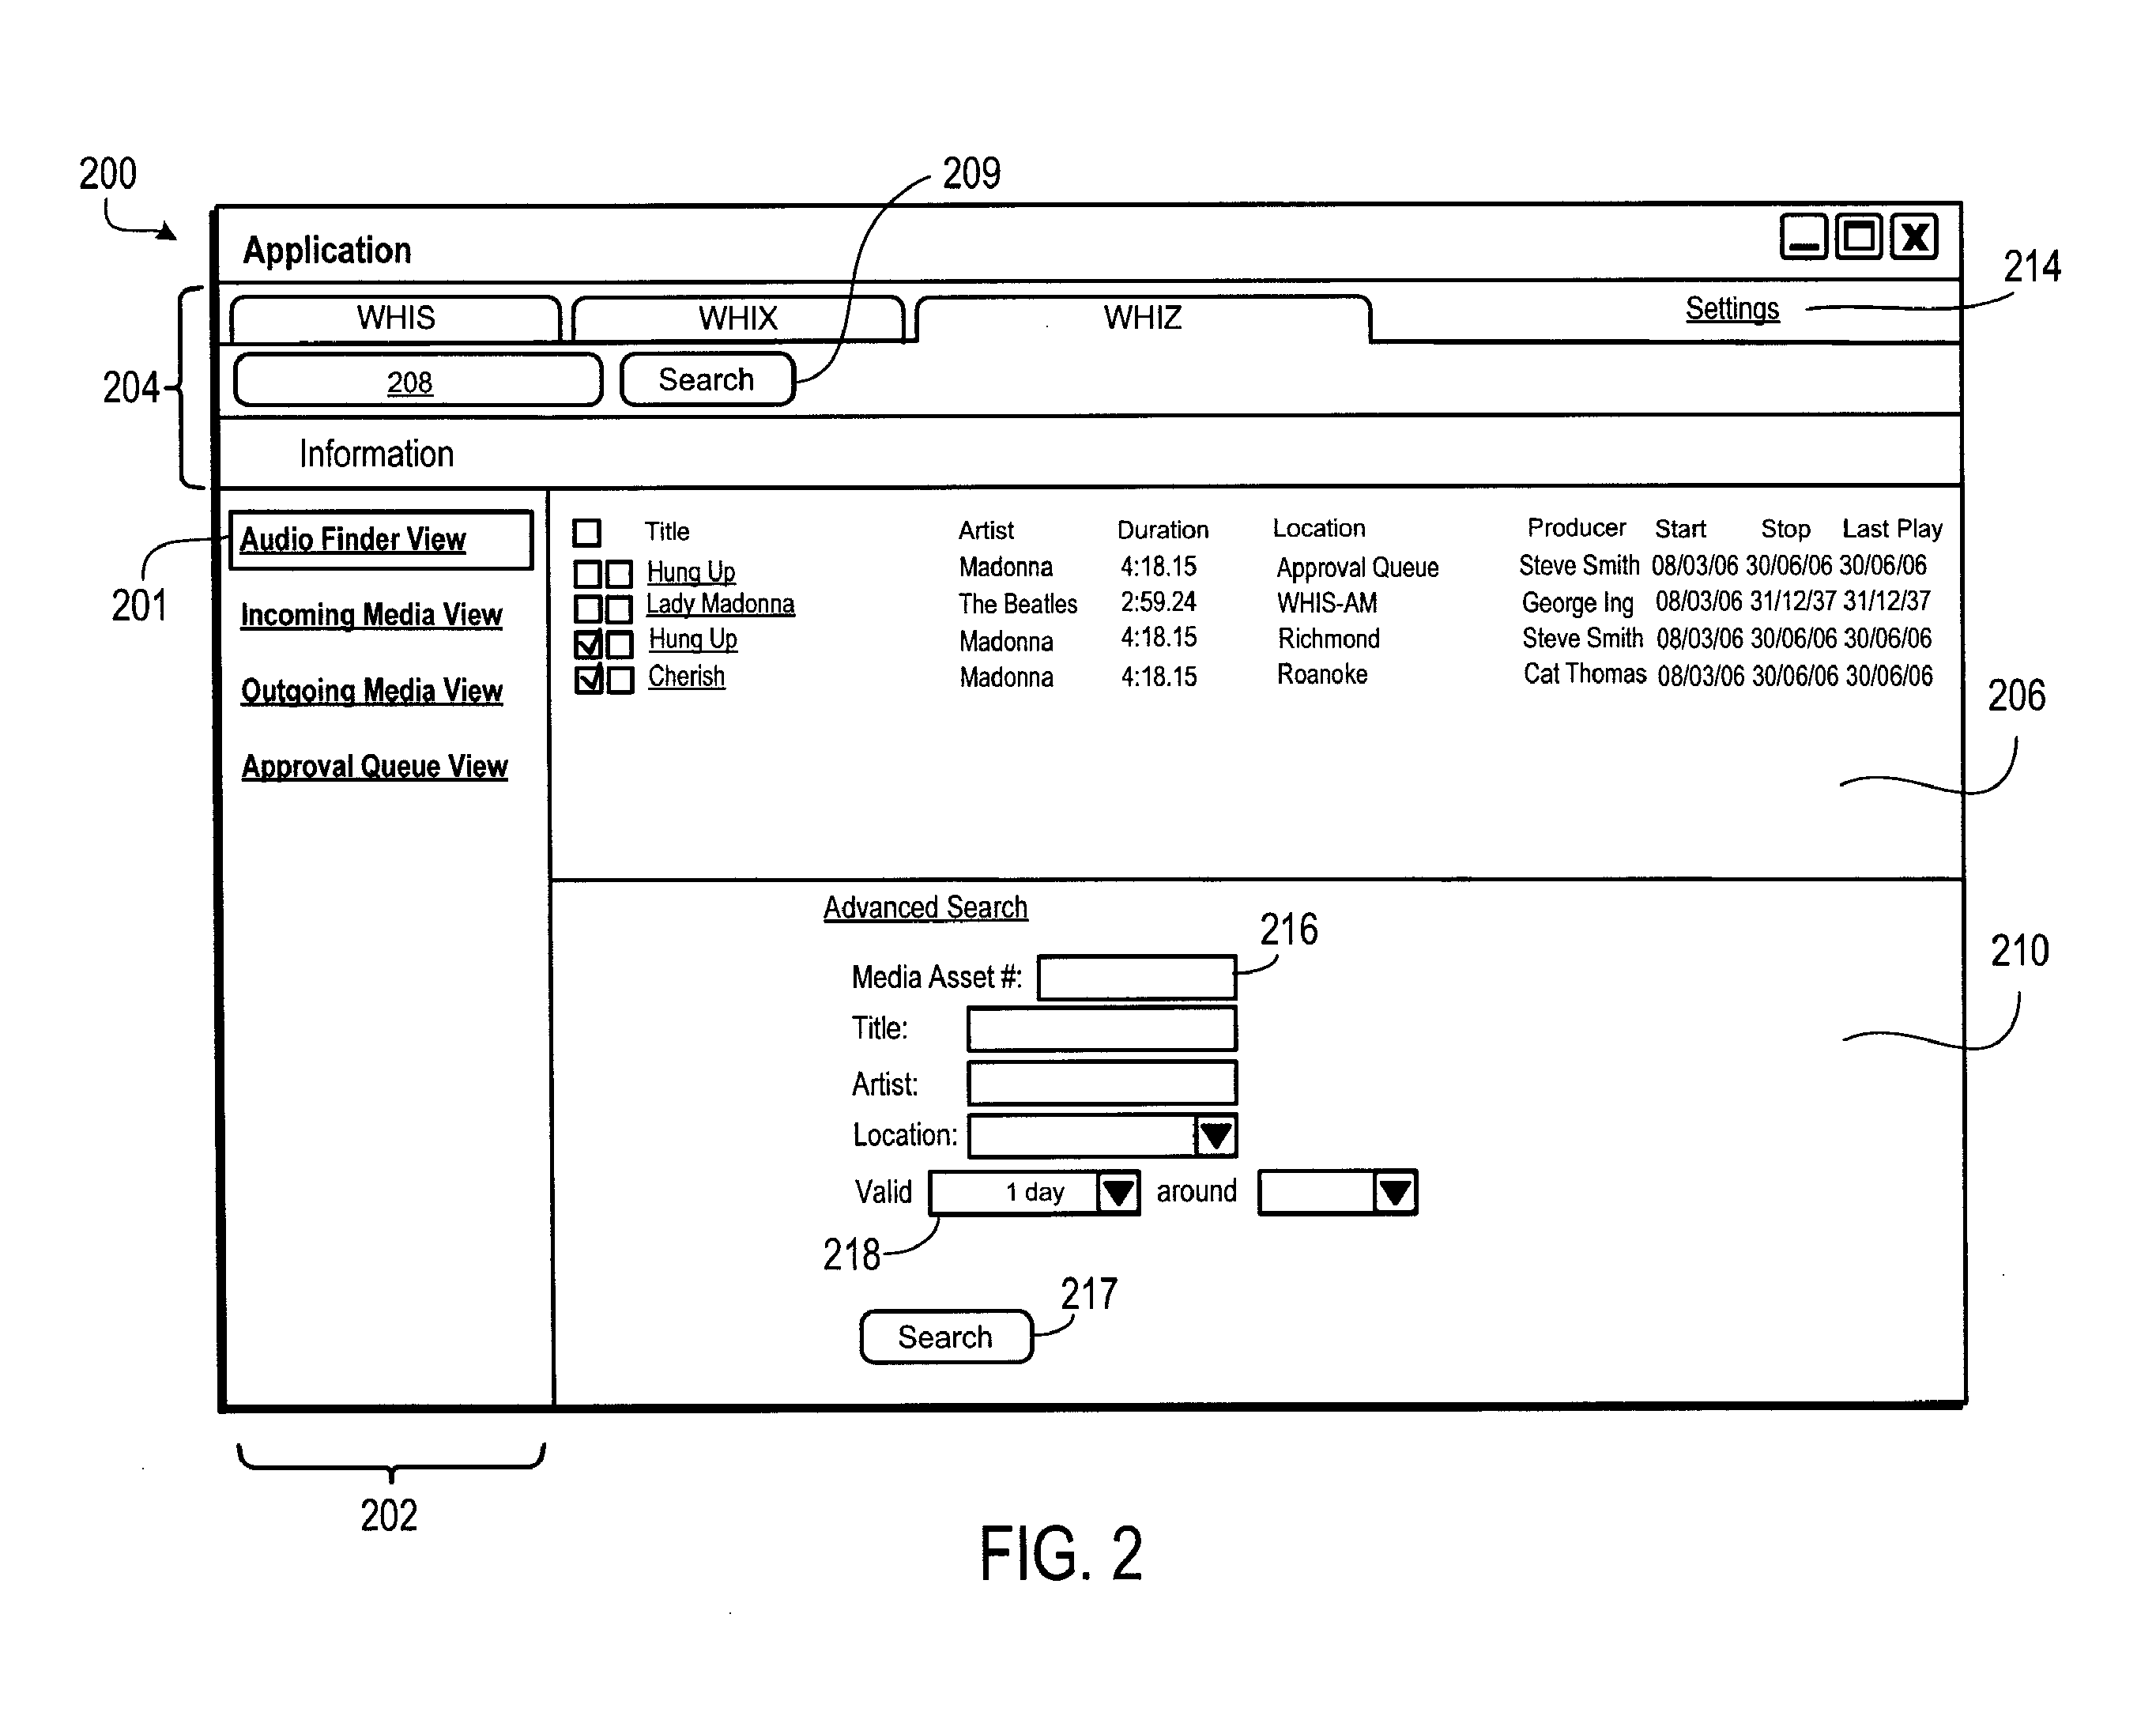 200
209
Application
214
WHIS WHIX WHIZ Settings
204
208 Search
Information
201
Audio Finder View
Incoming Media View
Outgoing Media View
Approval Queue View
Title Artist Duration Location Producer Start Stop Last Play
Hung Up Madonna 4:18.15 Approval Queue Steve Smith 08/03/06 30/06/06 30/06/06
Lady Madonna The Beatles 2:59.24 WHIS-AM George Ing 08/03/06 31/12/37 31/12/37
Hung Up Madonna 4:18.15 Richmond Steve Smith 08/03/06 30/06/06 30/06/06
Cherish Madonna 4:18.15 Roanoke Cat Thomas 08/03/06 30/06/06 30/06/06
206
Advanced Search
216
210
Media Asset #:
Title:
Artist:
Location:
Valid 1 day around
218
217
Search
202
FIG. 2